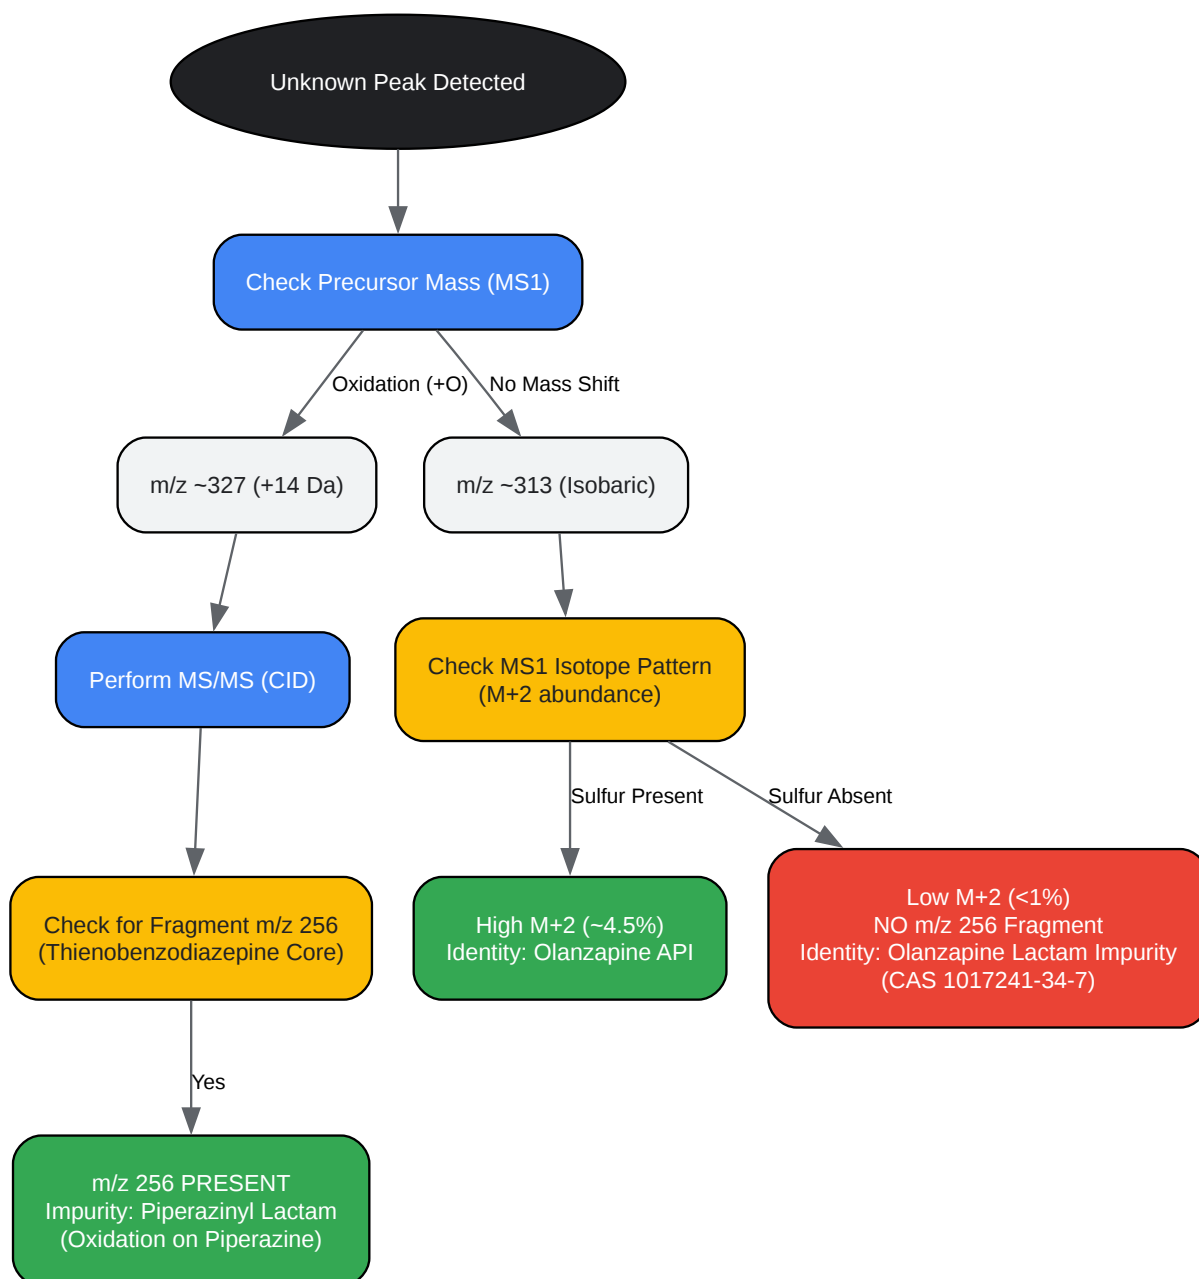 Unknown Peak Detected
Check Precursor Mass (MS1)
Oxidation (+O)
No Mass Shift
m/z ~327 (+14 Da)
m/z ~313 (Isobaric)
Perform MS/MS (CID)
Check MS1 Isotope Pattern
(M+2 abundance)
Sulfur Present
Sulfur Absent
Check for Fragment m/z 256
(Thienobenzodiazepine Core)
High M+2 (~4.5%)
Identity: Olanzapine API
Low M+2 (<1%)
NO m/z 256 Fragment
Identity: Olanzapine Lactam Impurity
(CAS 1017241-34-7)
Yes
m/z 256 PRESENT
Impurity: Piperazinyl Lactam
(Oxidation on Piperazine)